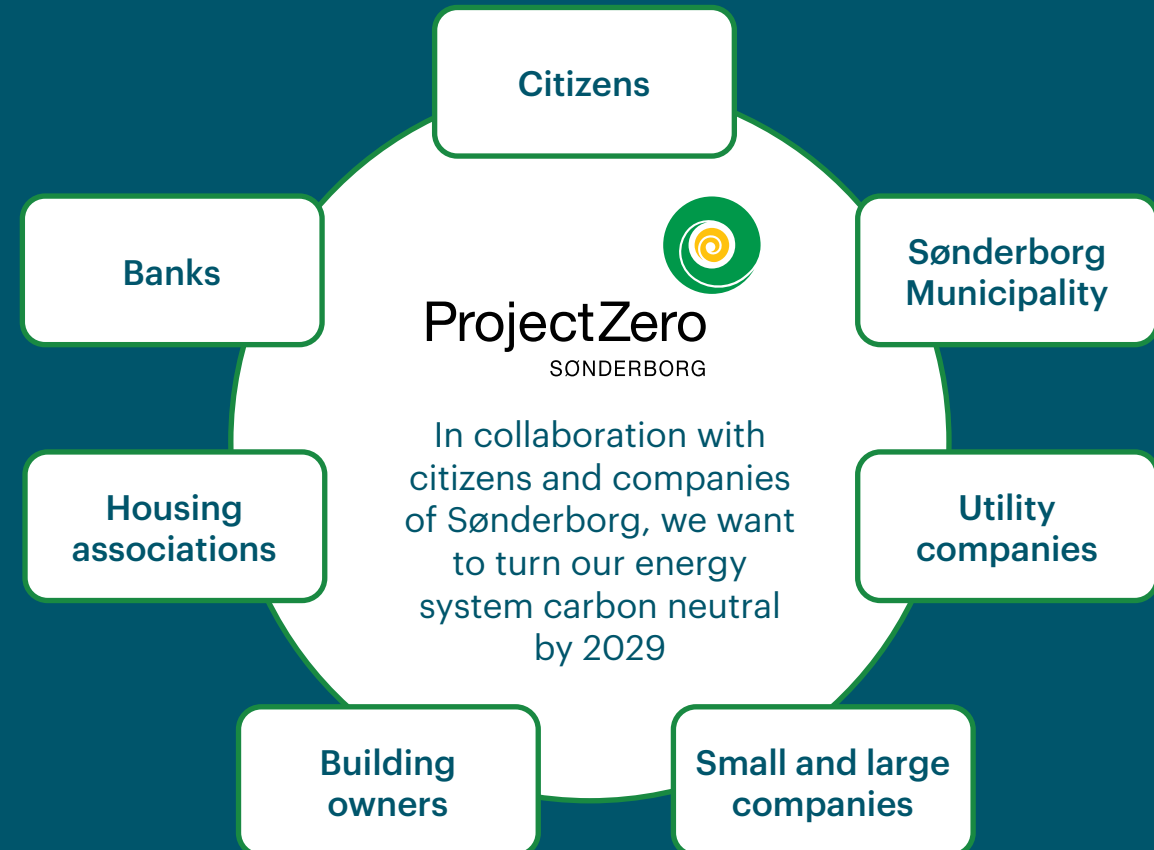 Citizens
Banks
Sønderborg
Municipality
ProjectZero
SØNDERBORG
In collaboration with
citizens and companies
of Sønderborg, we want
to turn our energy
system carbon neutral
by 2029
Housing
associations
Utility
companies
Building
owners
Small and large
companies